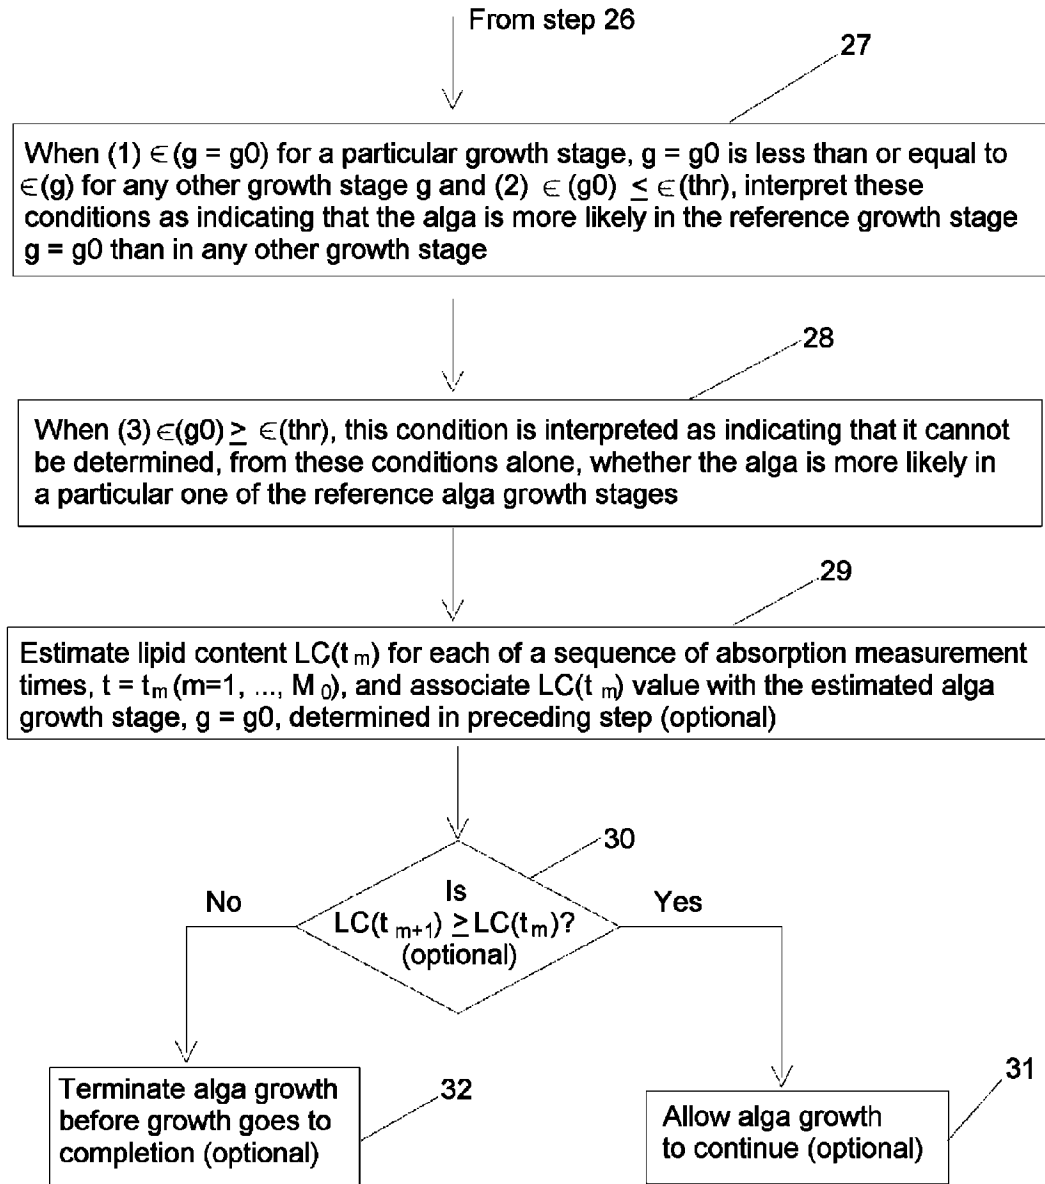 From step 26
27
When (1) ∈(g = g0) for a particular growth stage, g = g0 is less than or equal to
∈(g) for any other growth stage g and (2) ∈(g0) ≤ ∈(thr), interpret these
conditions as indicating that the alga is more likely in the reference growth stage
g = g0 than in any other growth stage
28
When (3) ∈(g0) ≥ ∈(thr), this condition is interpreted as indicating that it cannot
be determined, from these conditions alone, whether the alga is more likely in
a particular one of the reference alga growth stages
29
Estimate lipid content LC(t m) for each of a sequence of absorption measurement
times, t = t m (m=1, ..., M 0), and associate LC(t m) value with the estimated alga
growth stage, g = g0, determined in preceding step (optional)
30
No
Is
LC(t m+1) ≥ LC(t m)?
(optional)
Yes
Terminate alga growth
before growth goes to
completion (optional)
32
Allow alga growth
to continue (optional)
31